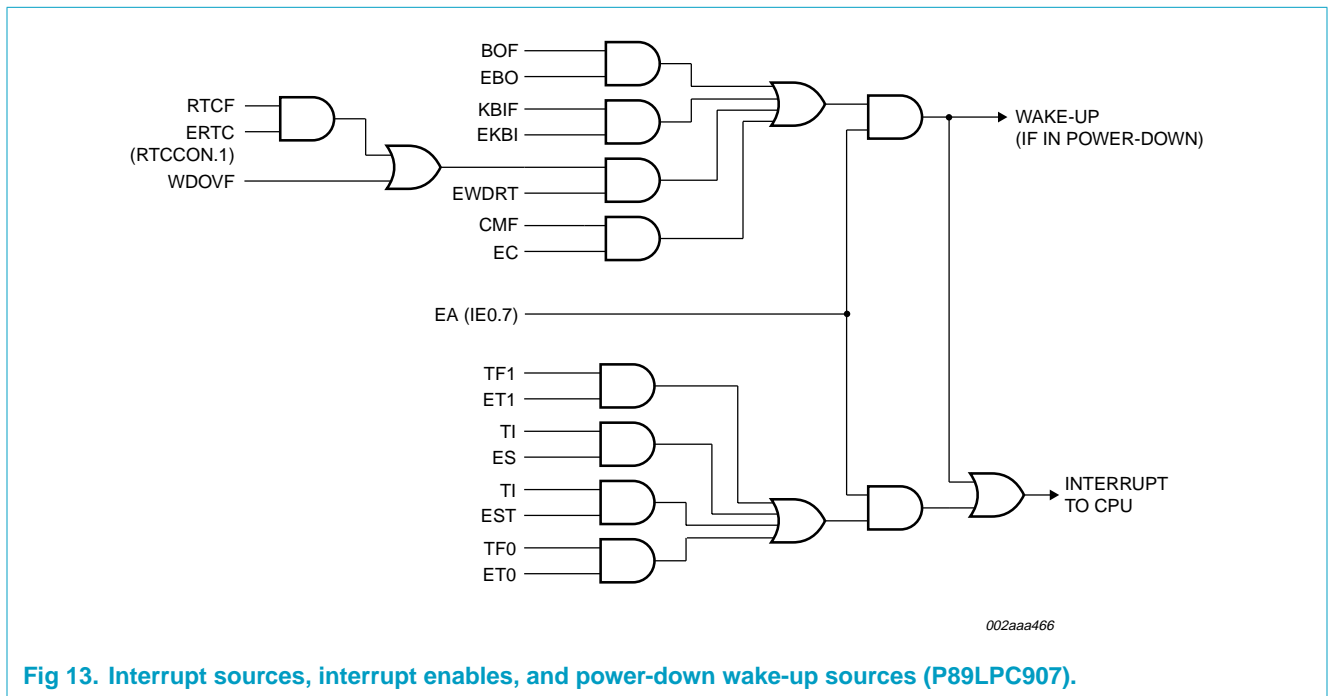 BOF
EBO
RTCF
ERTC
(RTCCON.1)
WDOVF
KBIF
EKBI
EWDRT
CMF
EC
WAKE-UP
(IF IN POWER-DOWN)
EA (IE0.7)
TF1
ET1
TI
ES
TI
EST
TF0
ET0
INTERRUPT
TO CPU
002aaa466
Fig 13. Interrupt sources, interrupt enables, and power-down wake-up sources (P89LPC907).